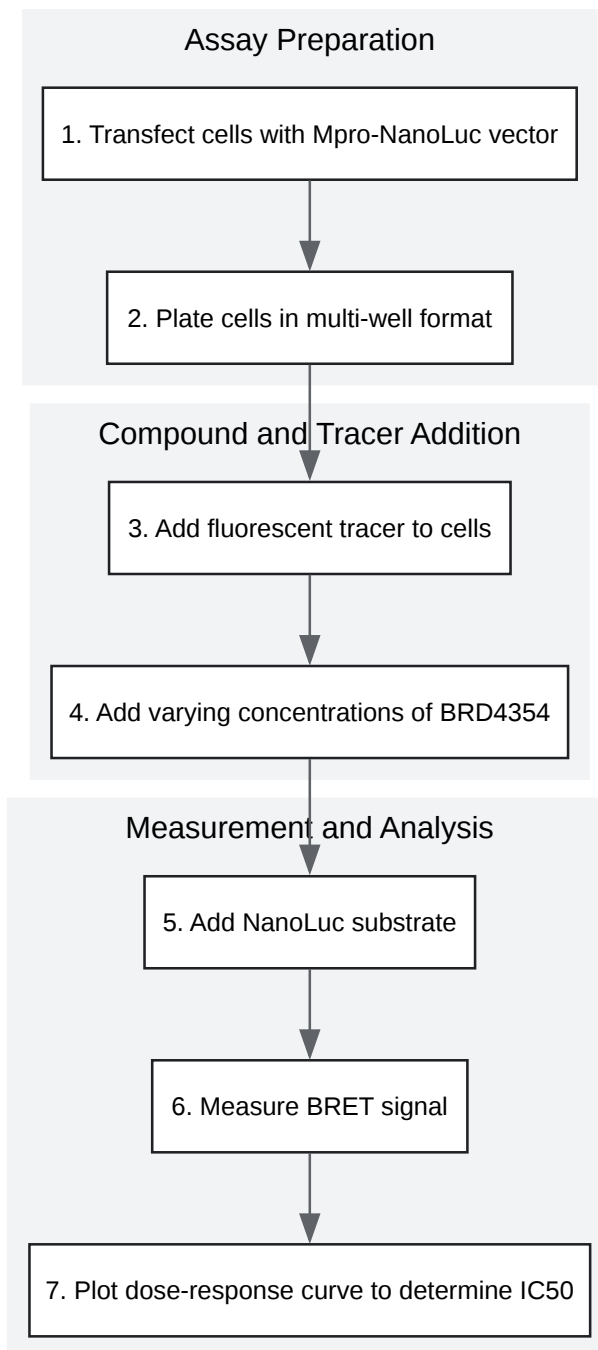 Assay Preparation
1. Transfect cells with Mpro-NanoLuc vector
2. Plate cells in multi-well format
Compound and Tracer Addition
3. Add fluorescent tracer to cells
4. Add varying concentrations of BRD4354
Measurement and Analysis
5. Add NanoLuc substrate
6. Measure BRET signal
7. Plot dose-response curve to determine IC50